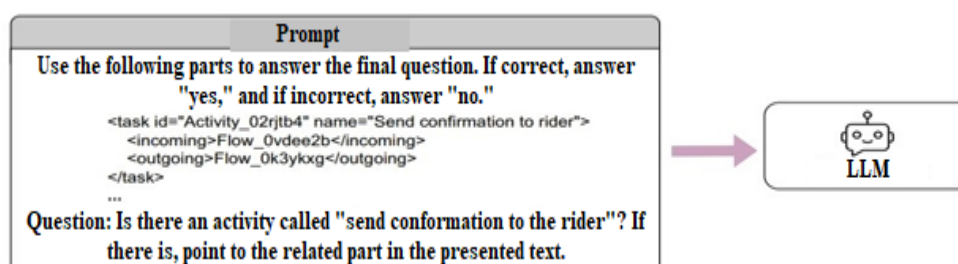 Prompt
Use the following parts to answer the final question. If correct, answer
"yes," and if incorrect, answer "no."
<task id="Activity_02rjtb4" name="Send confirmation to rider">
<incoming>Flow_0vdee2b</incoming>
<outgoing>Flow_0k3ykxg</outgoing>
</task>
...
Question: Is there an activity called "send conformation to the rider"? If
there is, point to the related part in the presented text.
LLM